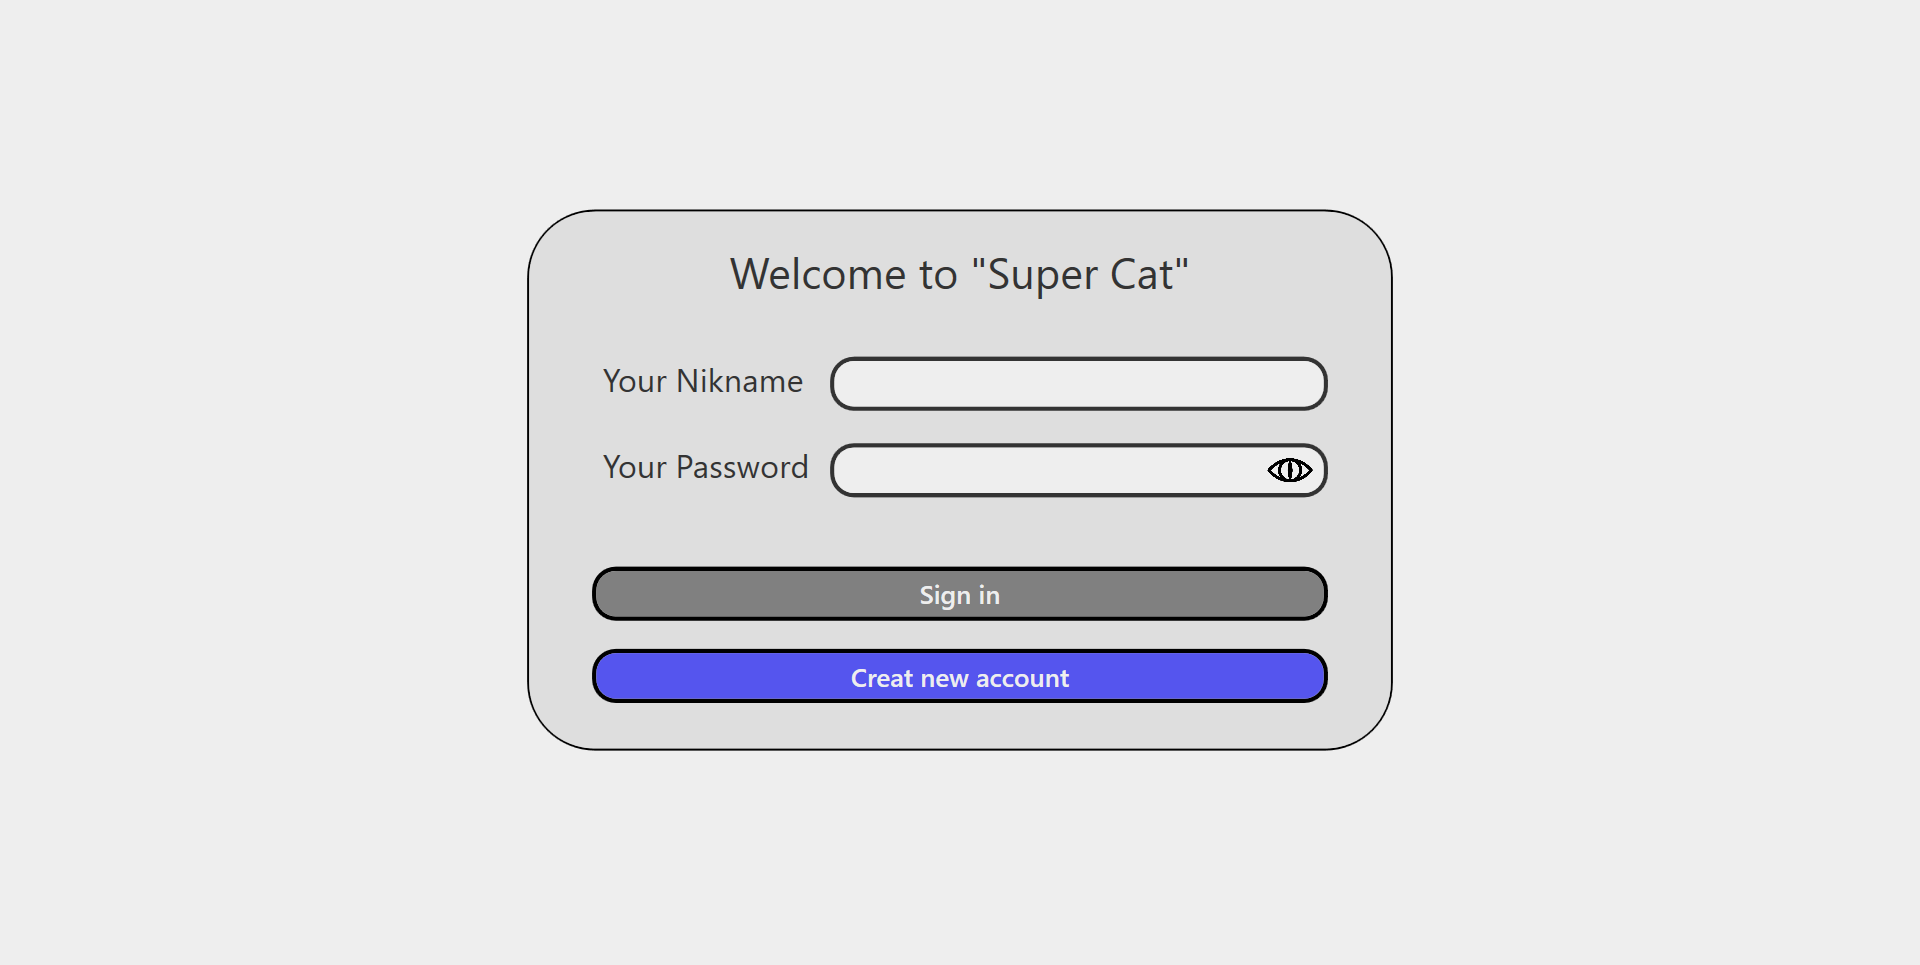 Welcome to "Super Cat"
Your Nikname
Your Password
Sign in
Creat new account